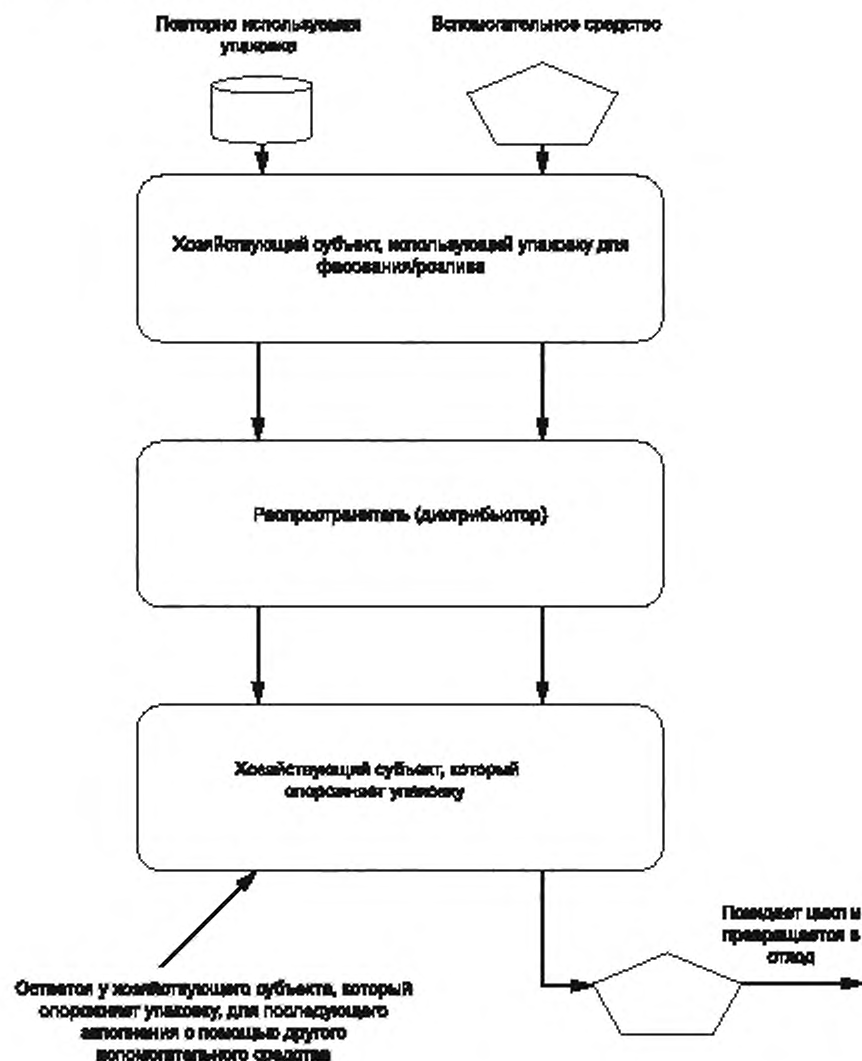 Повторно используемая
упаковка
Вспомогательное средство
Хозяйствующий субъект, использующей упаковку для
фасования/розлива
Распространитель (дистрибьютор)
Хозяйствующий субъект, который
опорожняет упаковку
Покидает цикл и
превращается в
отход
Остается у хозяйствующего субъекта, который
опорожняет упаковку, для последующего
заполнения с помощью другого
вспомогательного средства